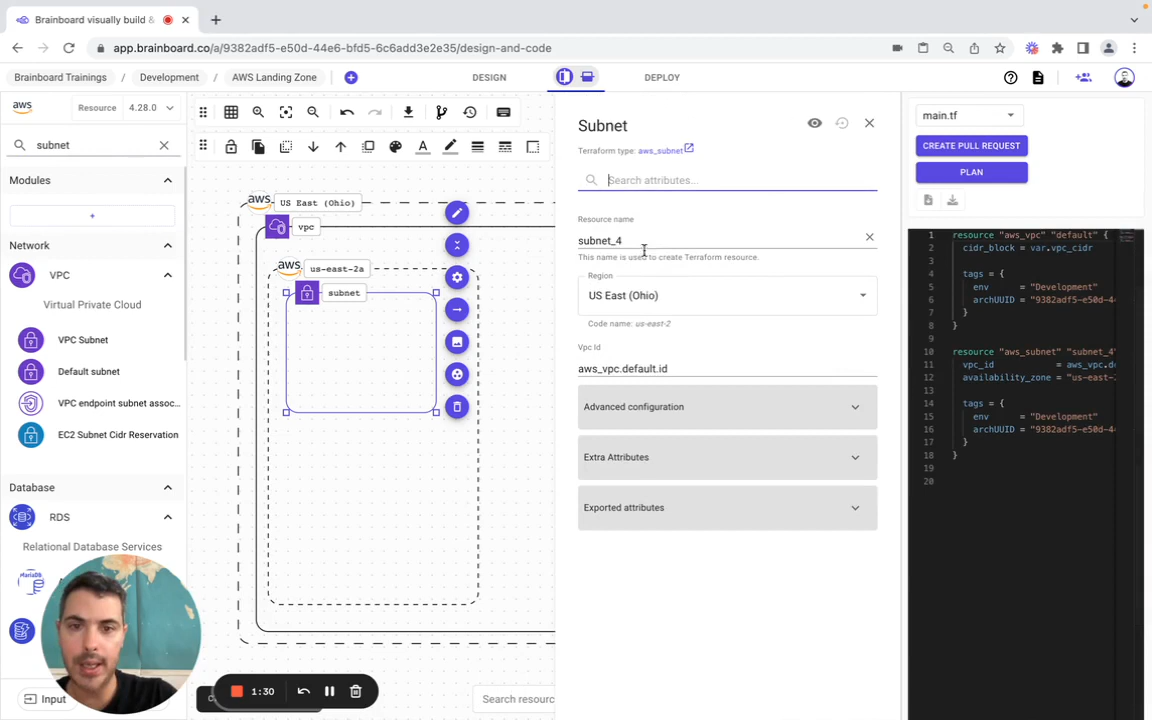 Brainboard visually build &
app.brainboard.co/a/9382adf5-e50d-44e6-bfd5-6c6add3e2e35/design-and-code
Brainboard Trainings / Development / AWS Landing Zone
DESIGN
DEPLOY
aws
Resource 4.28.0
subnet
Modules
+
Network
VPC
Virtual Private Cloud
VPC Subnet
Default subnet
VPC endpoint subnet assoc...
EC2 Subnet Cidr Reservation
Database
RDS
Relational Database Services
MariaDB
Input
aws US East (Ohio)
vpc
aws us-east-2a
subnet
1:30
Search resourc
Subnet
Terraform type: aws_subnet
Search attributes...
Resource name
subnet_4
This name is used to create Terraform resource.
Region
US East (Ohio)
Code name: us-east-2
Vpc Id
aws_vpc.default.id
Advanced configuration
Extra Attributes
Exported attributes
main.tf
CREATE PULL REQUEST
PLAN
1 resource "aws_vpc" "default" {
2 cidr_block = var.vpc_cidr
3
4 tags = {
5 env = "Development"
6 archUUID = "9382adf5-e50d-44
7 }
8 }
9
10 resource "aws_subnet" "subnet_4"
11 vpc_id = aws_vpc.de
12 availability_zone = "us-east-
13
14 tags = {
15 env = "Development"
16 archUUID = "9382adf5-e50d-44
17 }
18 }
19
20